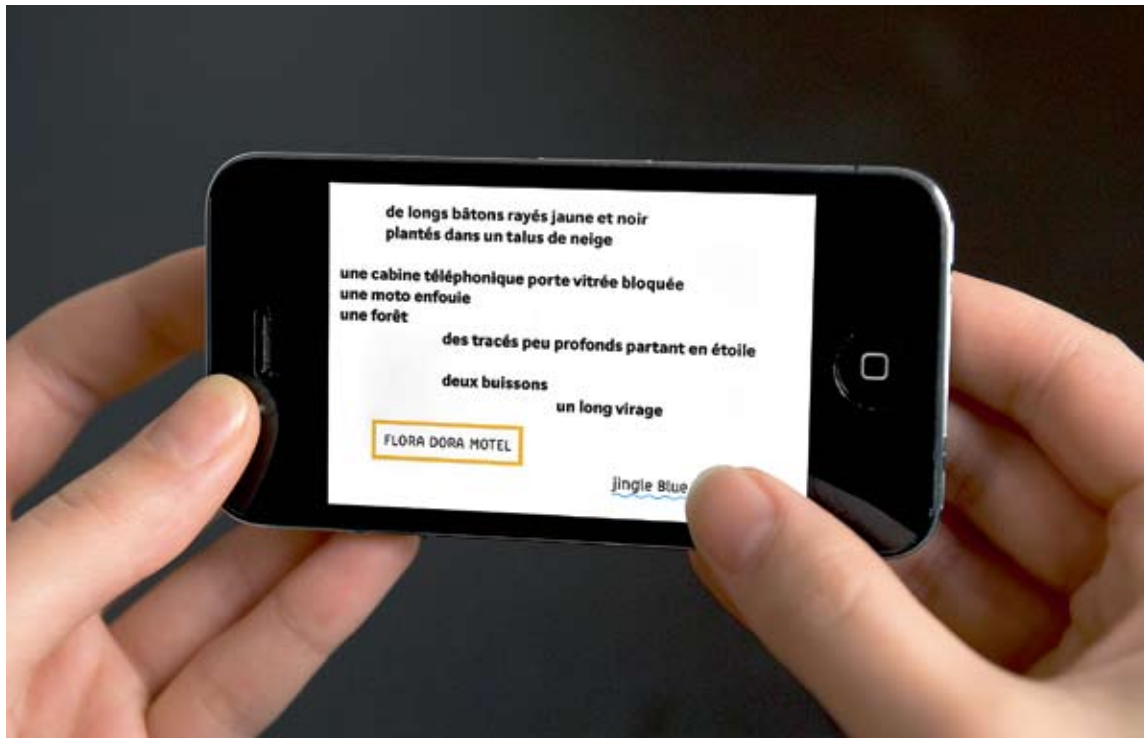 de longs bâtons rayés jaune et noir
plantés dans un talus de neige
une cabine téléphonique porte vitrée bloquée
une moto enfouie
une forêt
des tracés peu profonds partant en étoile
deux buissons
un long virage
FLORA DORA MOTEL
jingle Blue